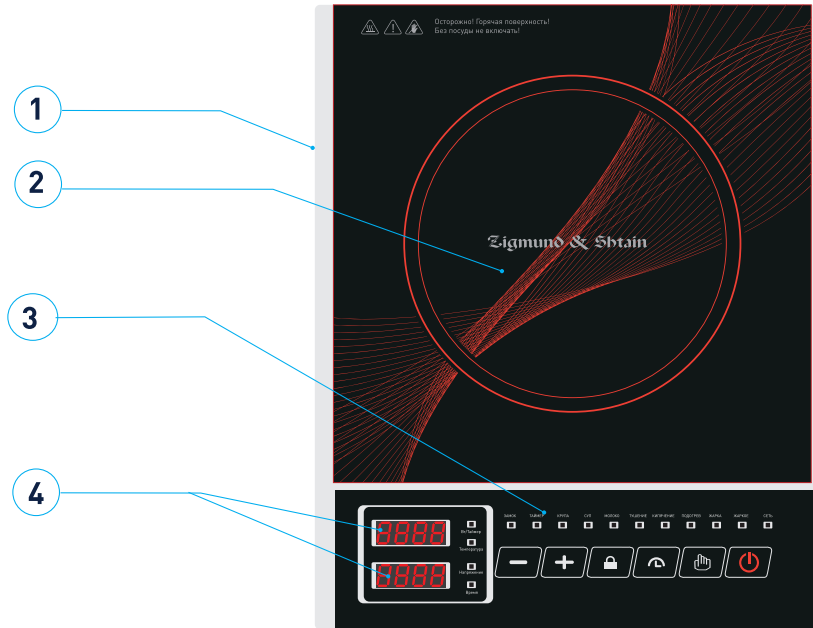 Осторожно! Горячая поверхность!
Без посуды не включать!
1
2
Zigmund & Shtain
3
4
ЗАМОК ТАЙМЕР КРУПА СУП МОЛОКО ТУШЕНИЕ КИПЯЧЕНИЕ ПОДОГРЕВ ВАРКА ЖАРКОЕ СЕТЬ
8888
Вт/Таймер
Температура
8888
Напряжение
Время